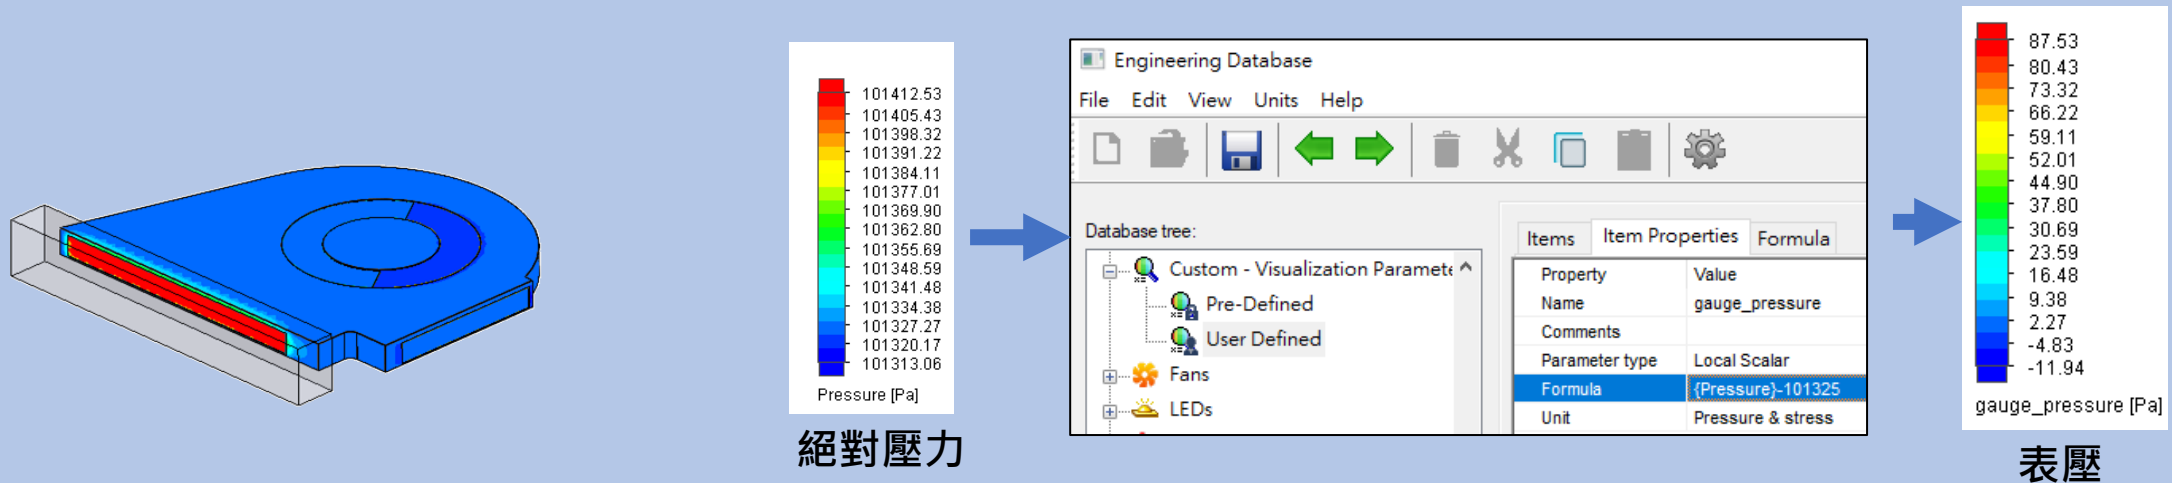 101412.53
101405.43
101398.32
101391.22
101384.11
101377.01
101369.90
101362.80
101355.69
101348.59
101341.48
101334.38
101327.27
101320.17
101313.06
Pressure [Pa]
絕對壓力
Engineering Database
File Edit View Units Help
Database tree:
Custom - Visualization Paramete
Pre-Defined
User Defined
Fans
LEDs
Items Item Properties Formula
Property Value
Name gauge_pressure
Comments
Parameter type Local Scalar
Formula {Pressure}-101325
Unit Pressure & stress
87.53
80.43
73.32
66.22
59.11
52.01
44.90
37.80
30.69
23.59
16.48
9.38
2.27
-4.83
-11.94
gauge_pressure [Pa]
表壓